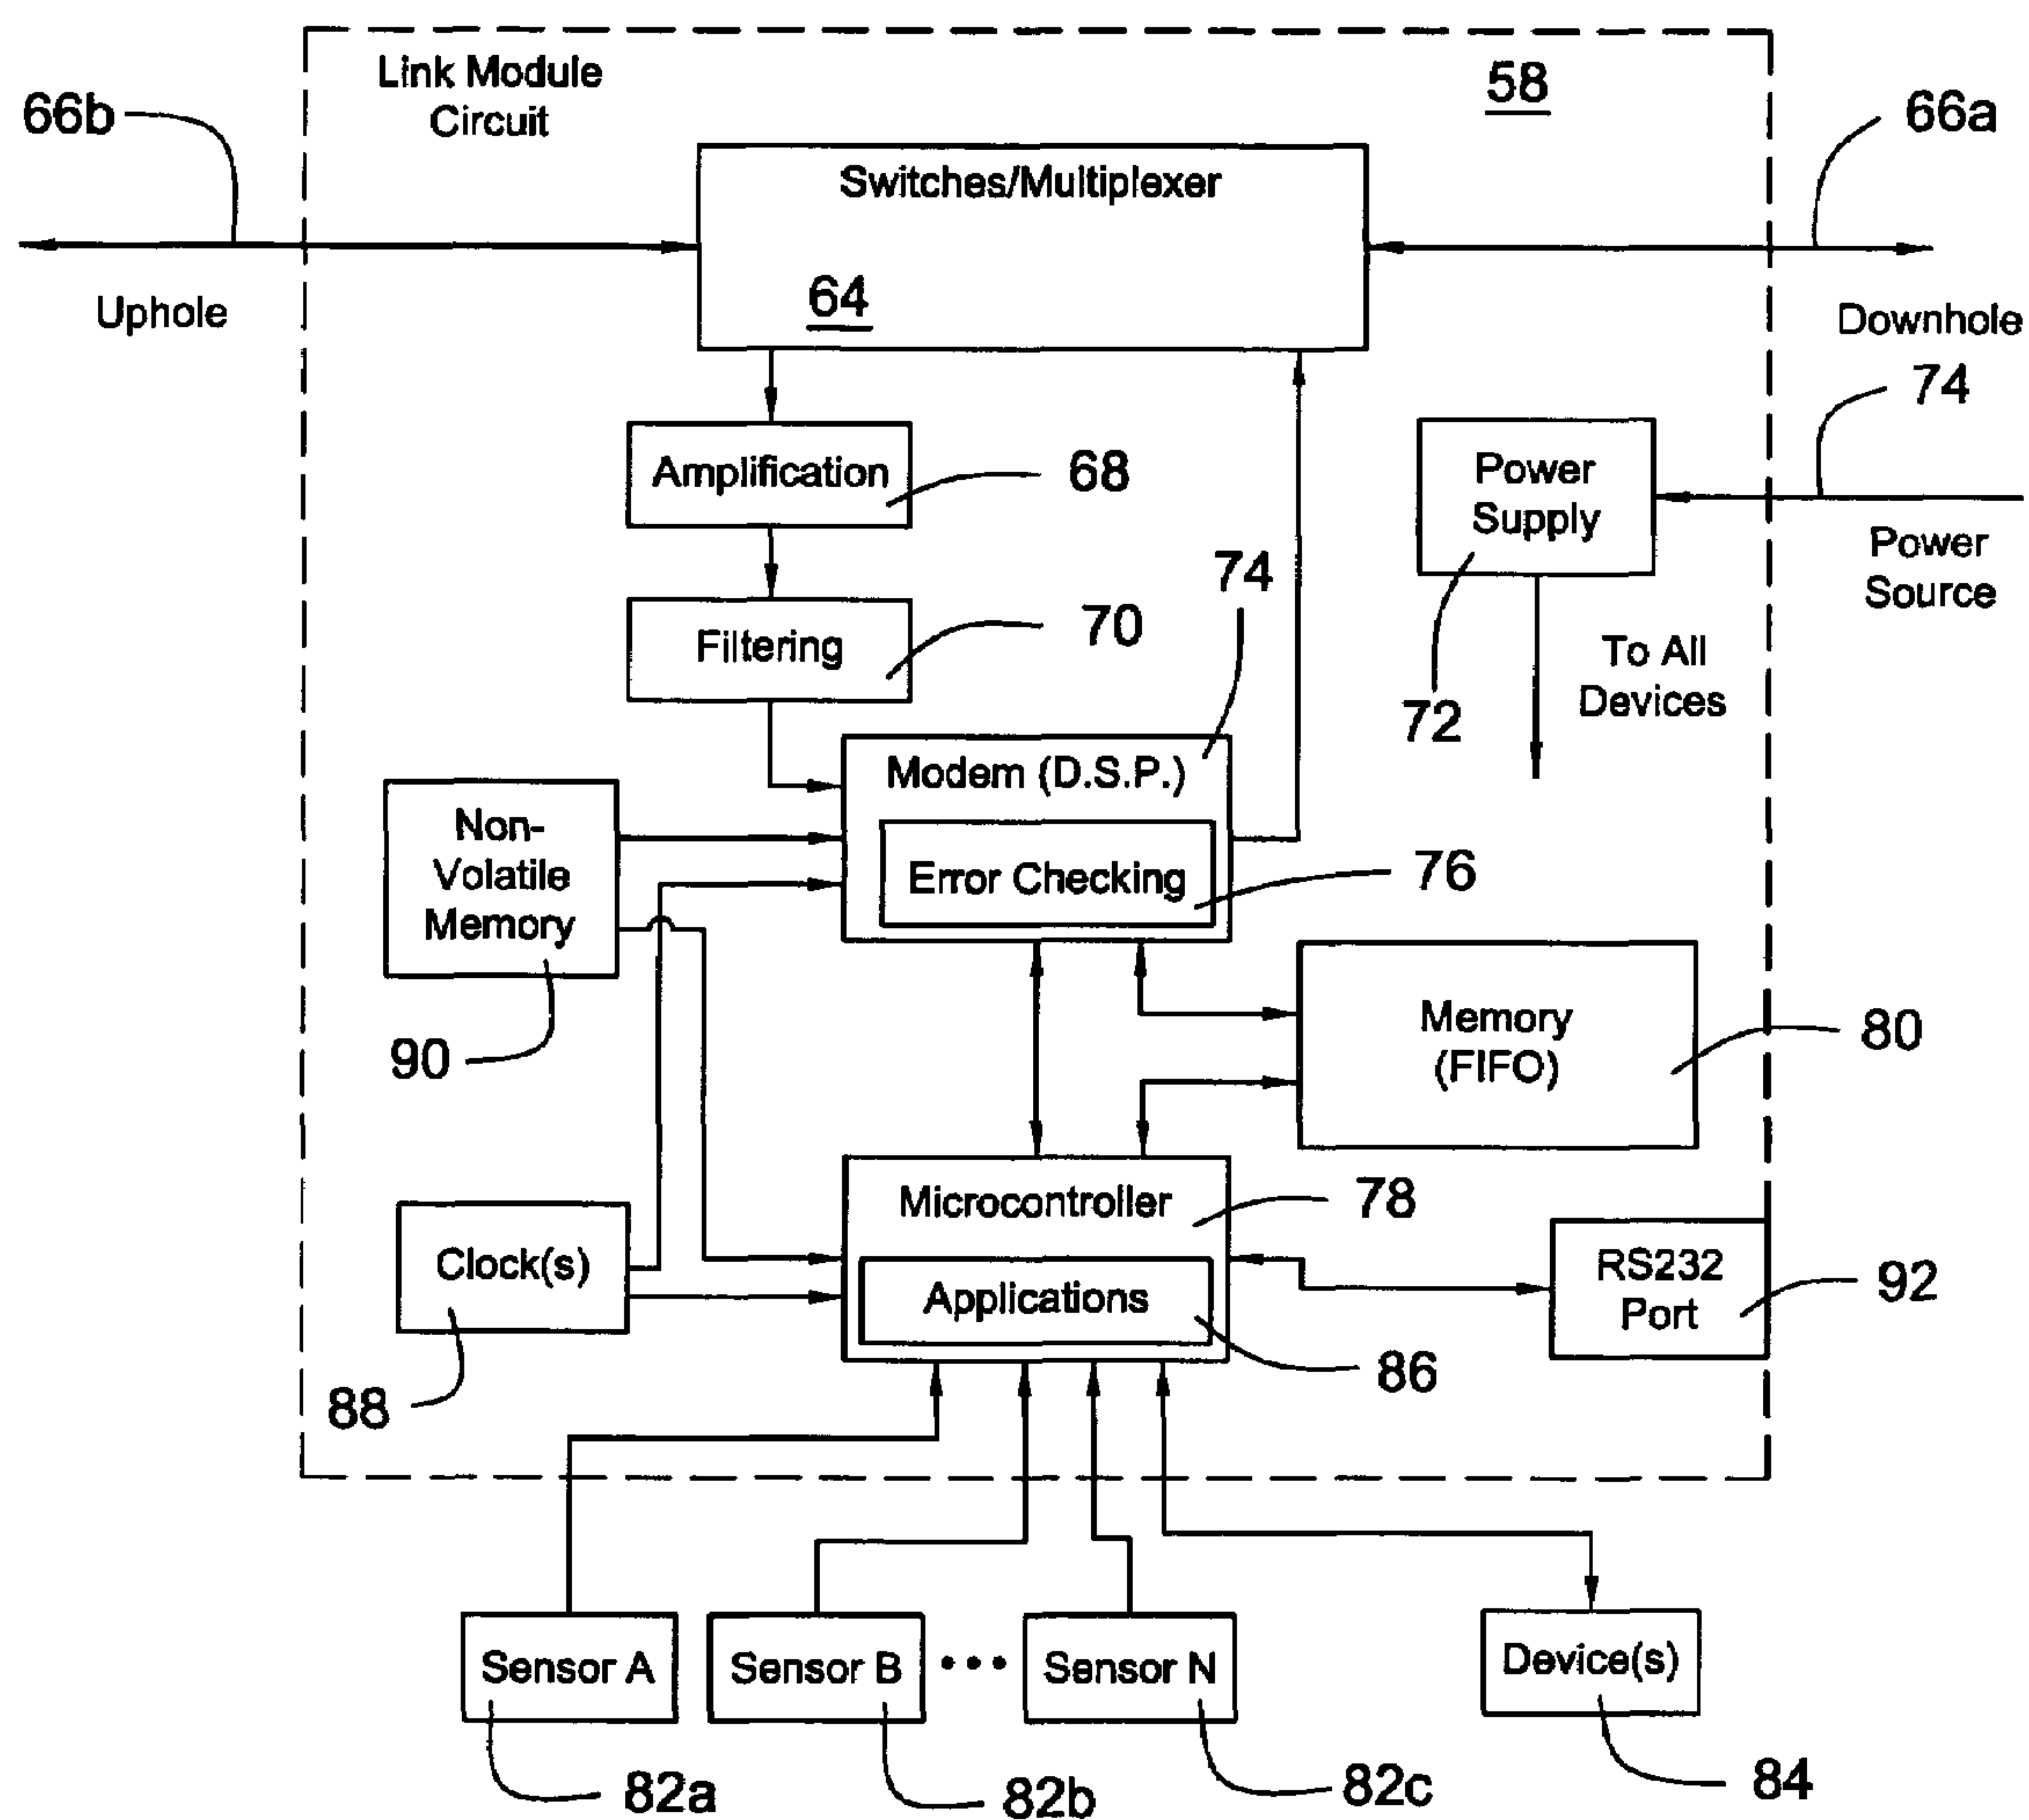 Link Module
Circuit
58
66b
66a
Switches/Multiplexer
64
Uphole
Downhole
74
Amplification
68
Power
Supply
Power
Source
74
Filtering
70
To All
Devices
72
Modem (D.S.P.)
Non-
Volatile
Memory
Error Checking
76
90
Memory
(FIFO)
80
Microcontroller
78
Clock(s)
RS232
Port
92
Applications
86
88
Sensor A
Sensor B
•••
Sensor N
Device(s)
82a
82b
82c
84